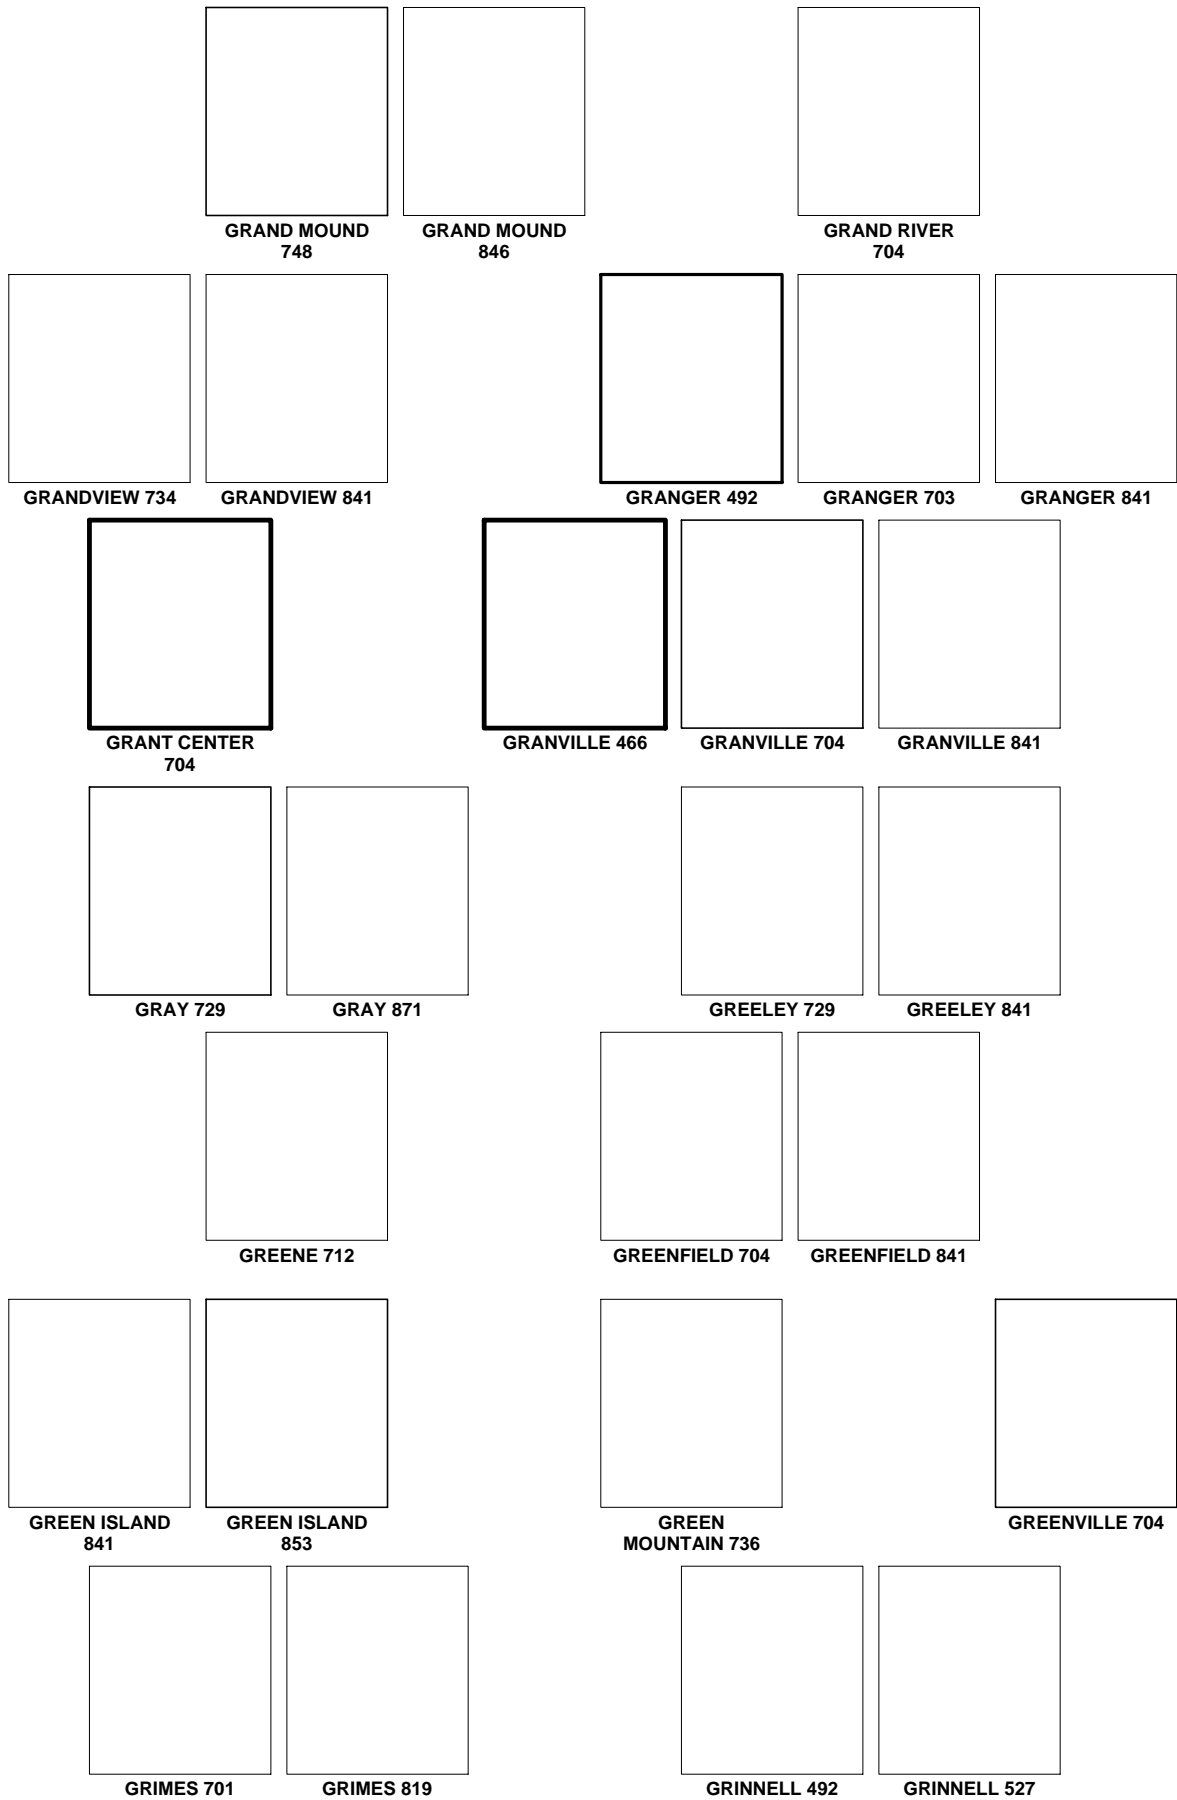 GRAND MOUND
748
GRAND MOUND
846
GRAND RIVER
704
GRANDVIEW 734
GRANDVIEW 841
GRANGER 492
GRANGER 703
GRANGER 841
GRANT CENTER
704
GRANVILLE 466
GRANVILLE 704
GRANVILLE 841
GRAY 729
GRAY 871
GREELEY 729
GREELEY 841
GREENE 712
GREENFIELD 704
GREENFIELD 841
GREEN ISLAND
841
GREEN ISLAND
853
GREEN
MOUNTAIN 736
GREENVILLE 704
GRIMES 701
GRIMES 819
GRINNELL 492
GRINNELL 527